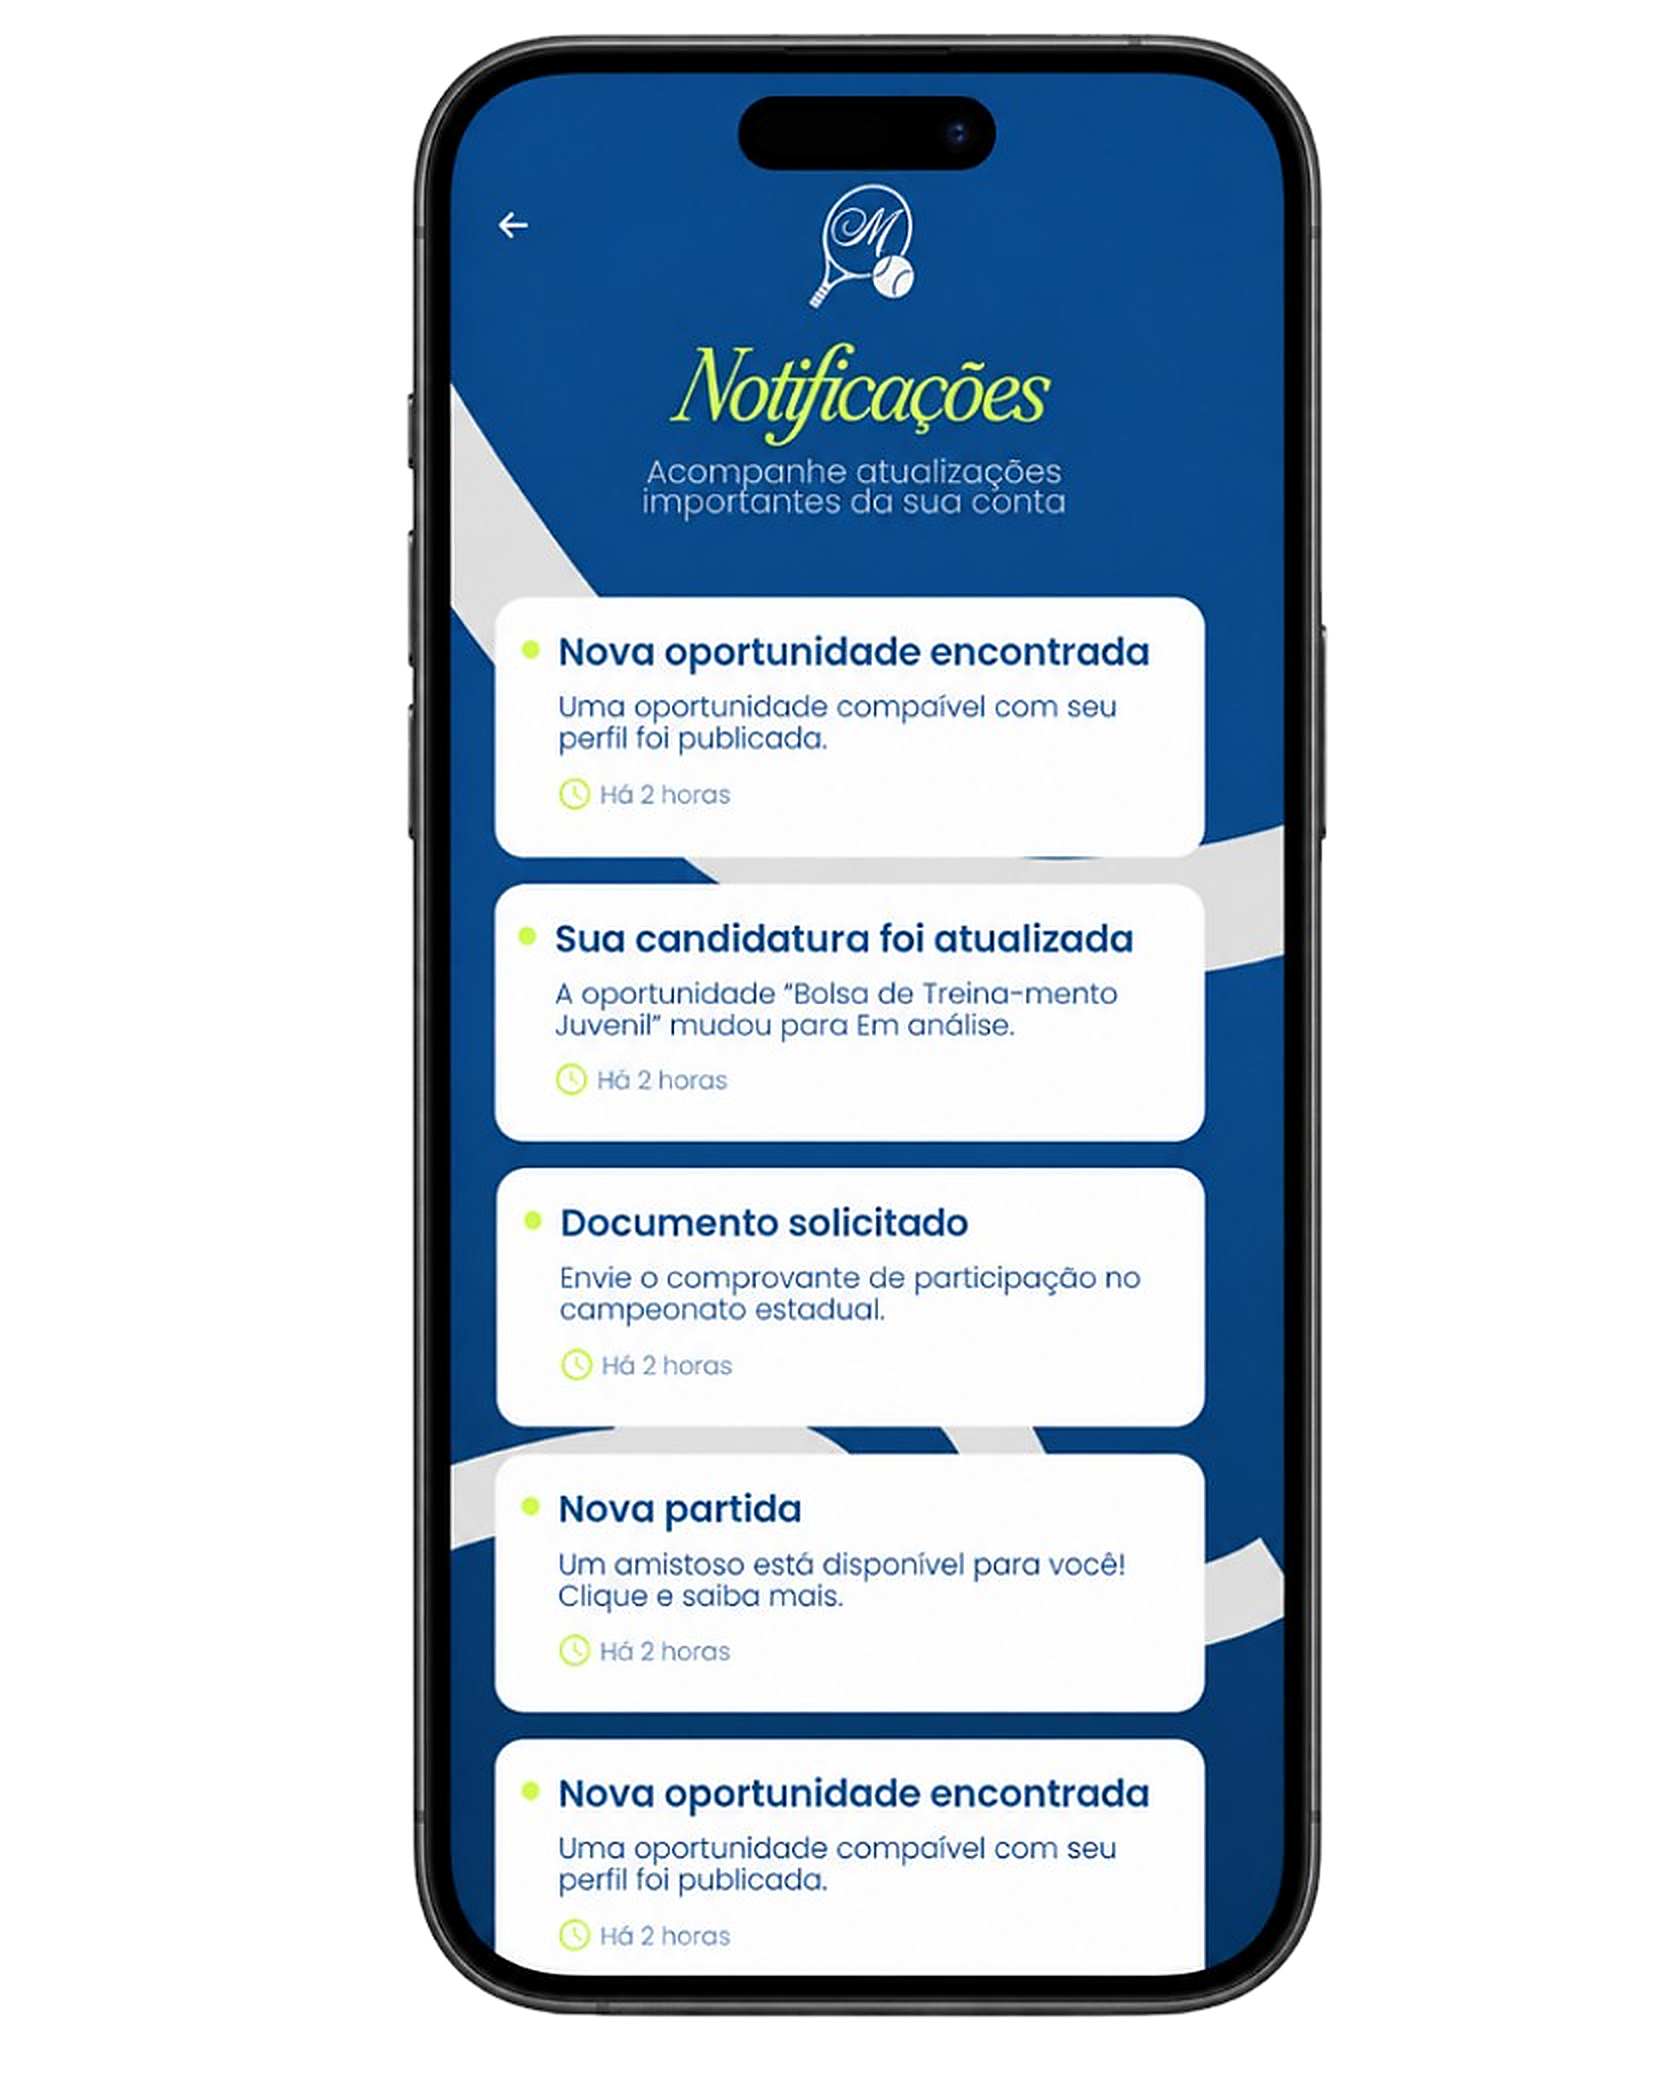 M
Notificações
Acompanhe atualizações
importantes da sua conta
Nova oportunidade encontrada
Uma oportunidade compaível com seu
perfil foi publicada.
Há 2 horas
Sua candidatura foi atualizada
A oportunidade “Bolsa de Treina-mento
Juvenil” mudou para Em análise.
Há 2 horas
Documento solicitado
Envie o comprovante de participação no
campeonato estadual.
Há 2 horas
Nova partida
Um amistoso está disponível para você!
Clique e saiba mais.
Há 2 horas
Nova oportunidade encontrada
Uma oportunidade compaível com seu
perfil foi publicada.
Há 2 horas